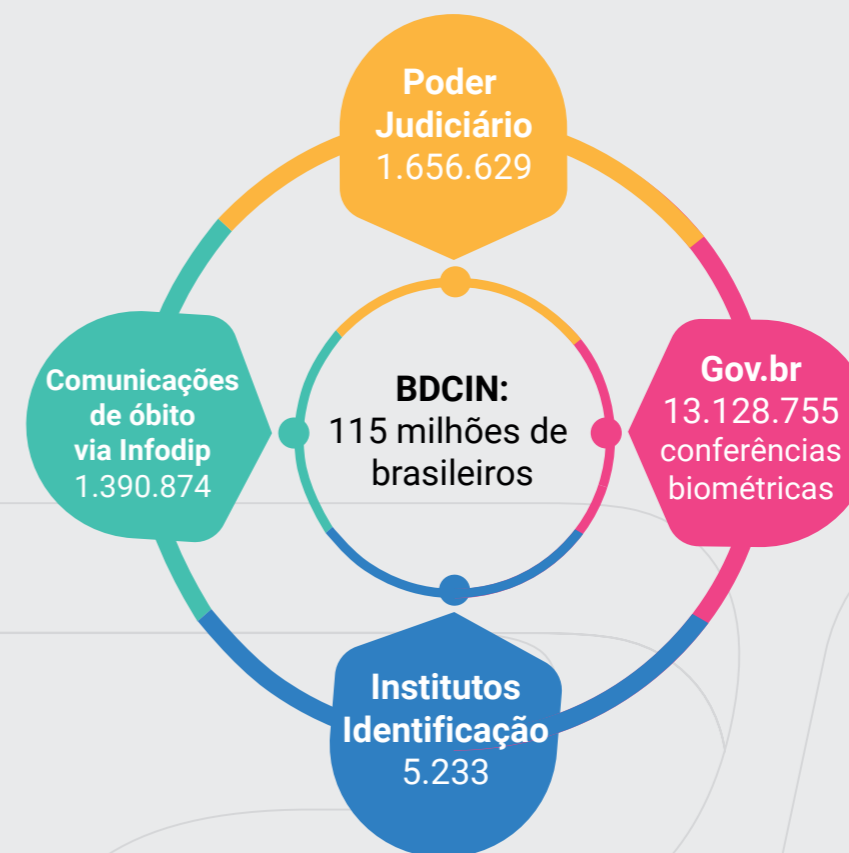 Poder
Judiciário
1.656.629
Comunicações
de óbito
via Infodip
1.390.874
BDCIN:
115 milhões de
brasileiros
Gov.br
13.128.755
conferências
biométricas
Institutos
Identificação
5.233